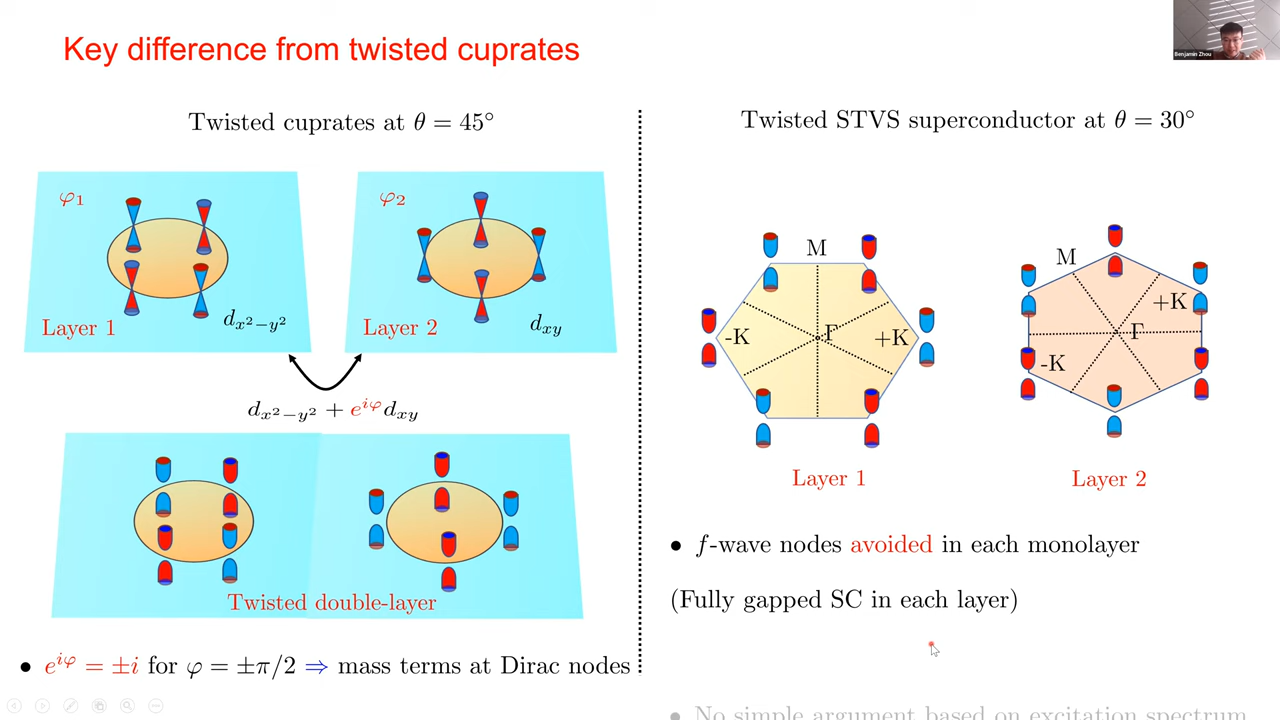 Key difference from twisted cuprates
Benjamin Zhou
Twisted cuprates at θ = 45°
φ₁
Layer 1
d_{x²−y²}
φ₂
Layer 2
d_{xy}
d_{x²−y²} + e^{iφ}d_{xy}
Twisted double-layer
• e^{iφ} = ±i for φ = ±π/2 ⇒ mass terms at Dirac nodes
Twisted STVS superconductor at θ = 30°
M
-K
Γ
+K
Layer 1
M
+K
Γ
-K
Layer 2
• f-wave nodes avoided in each monolayer
(Fully gapped SC in each layer)
• No simple argument based on excitation spectrum